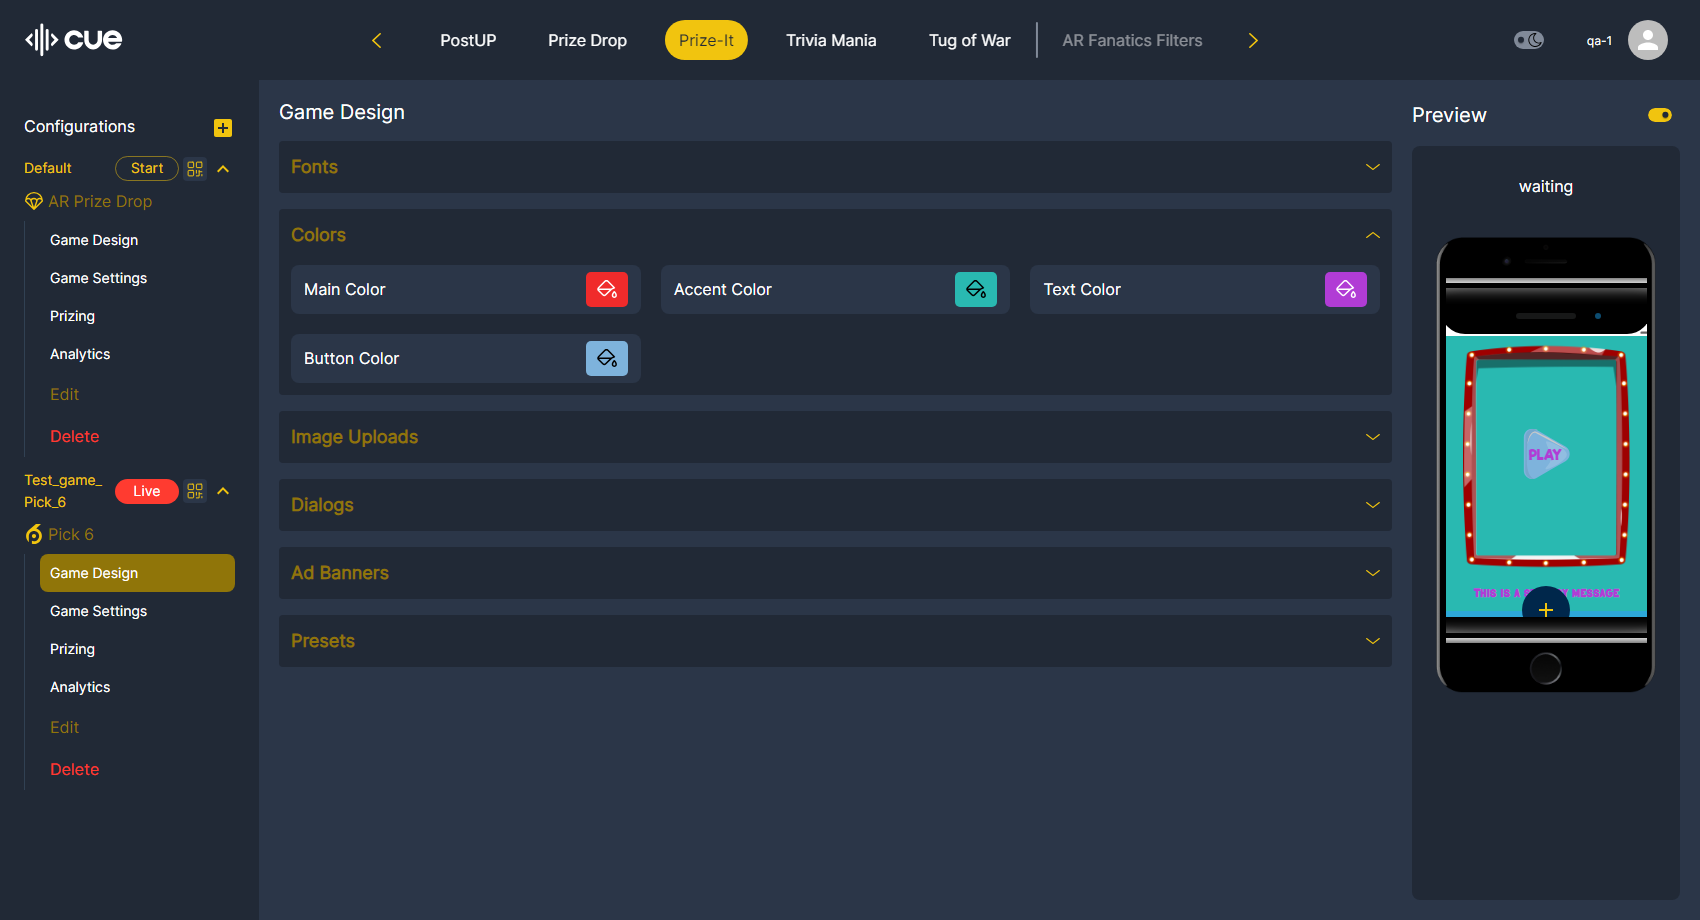 cue
PostUP
Prize Drop
Prize-It
Trivia Mania
Tug of War
AR Fanatics Filters
qa-1
Configurations
Default
Start
AR Prize Drop
Game Design
Game Settings
Prizing
Analytics
Edit
Delete
Test_game_
Pick_6
Live
Pick 6
Game Design
Game Settings
Prizing
Analytics
Edit
Delete
Game Design
Fonts
Colors
Main Color
Accent Color
Text Color
Button Color
Image Uploads
Dialogs
Ad Banners
Presets
Preview
waiting
PLAY
THIS IS A MESSAGE